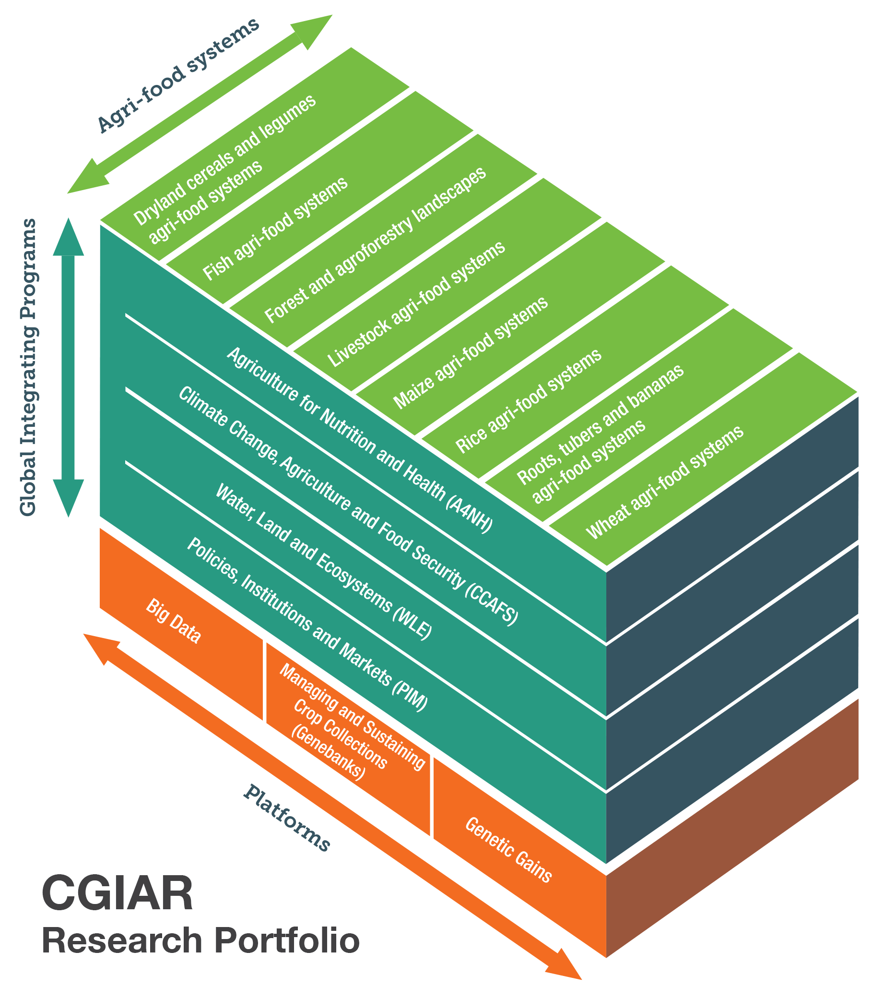 Agri-food systems
Dryland cereals and legumes
agri-food systems
Fish agri-food systems
Forest and agroforestry landscapes
Livestock agri-food systems
Maize agri-food systems
Rice agri-food systems
Roots, tubers and bananas
agri-food systems
Wheat agri-food systems
Global Integrating Programs
Agriculture for Nutrition and Health (A4NH)
Climate Change, Agriculture and Food Security (CCAFS)
Water, Land and Ecosystems (WLE)
Policies, Institutions and Markets (PIM)
Big Data
Managing and Sustaining
Crop Collections
(Genebanks)
Genetic Gains
Platforms
CGIAR
Research Portfolio